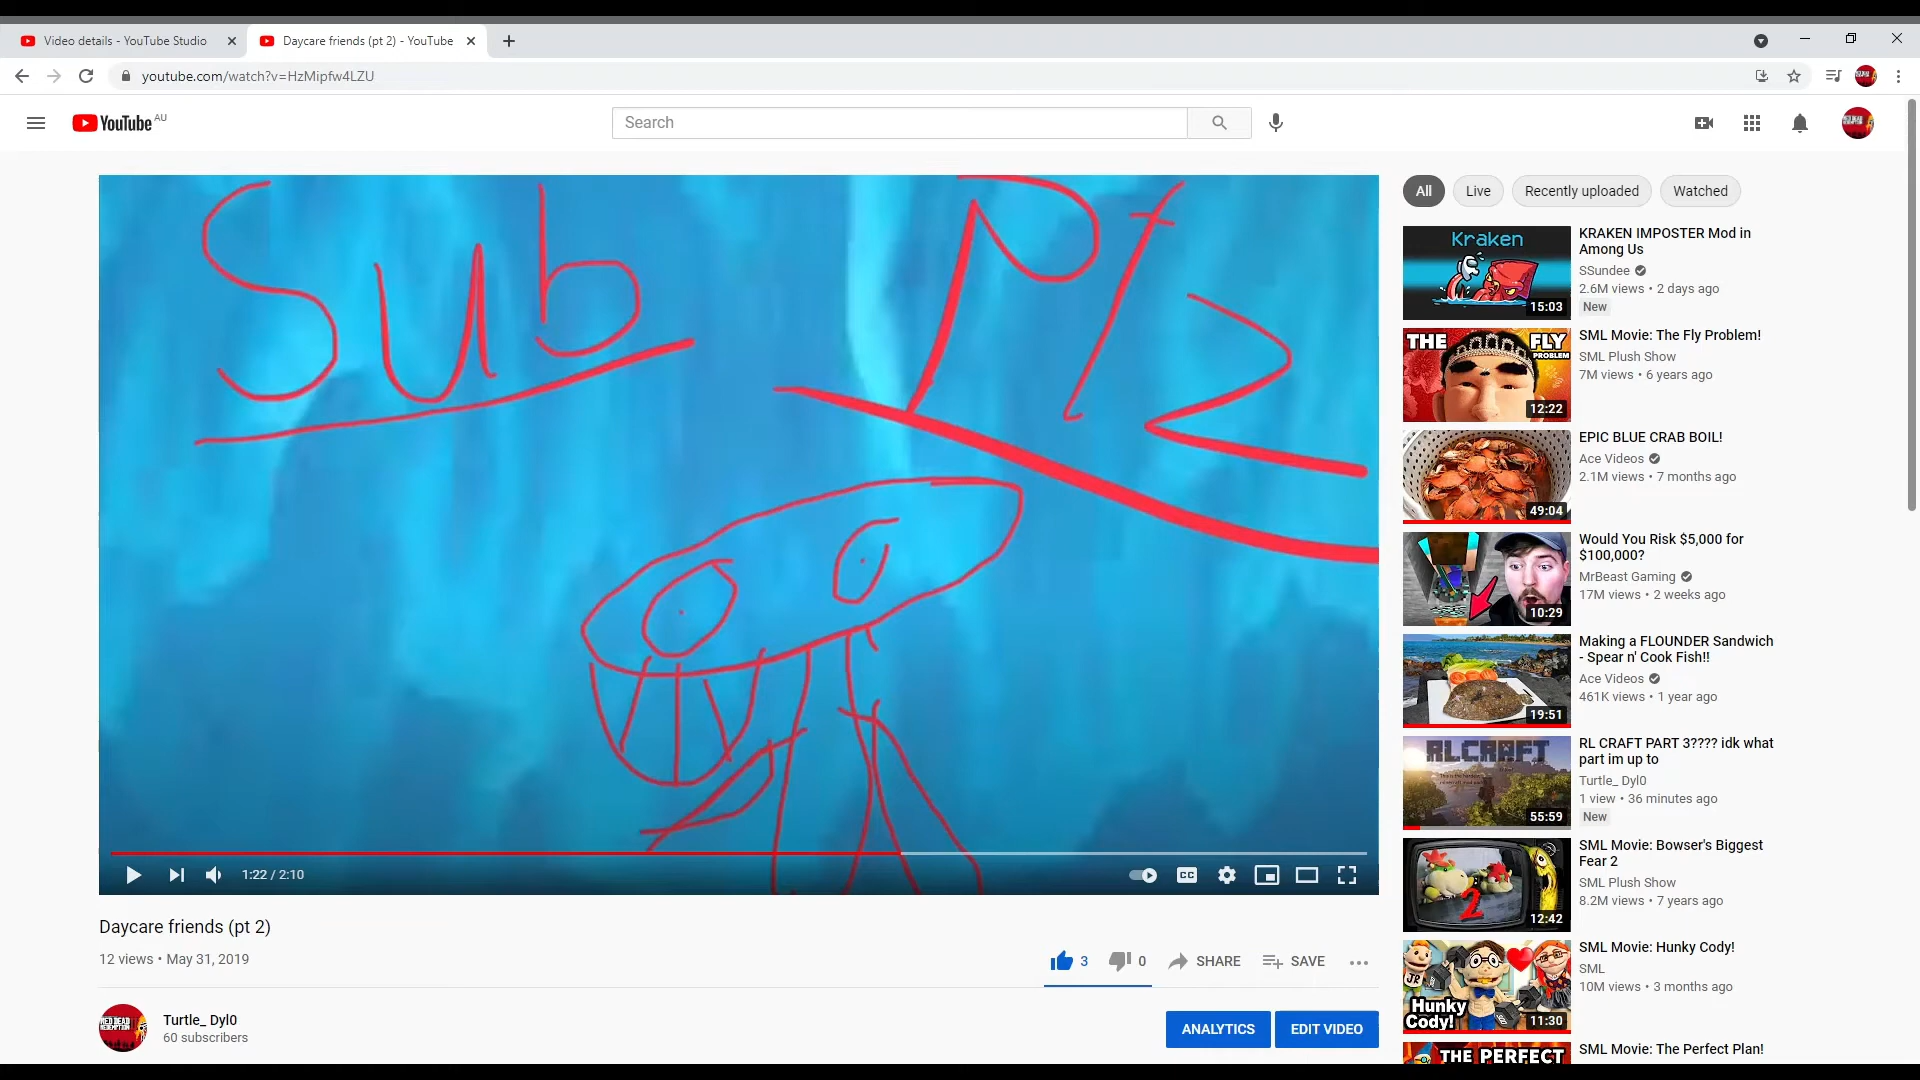 Video details - YouTube Studio
Daycare friends (pt 2) - YouTube
youtube.com/watch?v=HzMipfw4LZU
YouTube AU
Search
Sub
Pt 2
1:22 / 2:10
CC
Daycare friends (pt 2)
12 views • May 31, 2019
3
0
SHARE
SAVE
Turtle_ Dyl0
60 subscribers
ANALYTICS
EDIT VIDEO
All
Live
Recently uploaded
Watched
Kraken
15:03
KRAKEN IMPOSTER Mod in
Among Us
SSundee
2.6M views • 2 days ago
New
THE FLY
PROBLEM
12:22
SML Movie: The Fly Problem!
SML Plush Show
7M views • 6 years ago
49:04
EPIC BLUE CRAB BOIL!
Ace Videos
2.1M views • 7 months ago
10:29
Would You Risk $5,000 for
$100,000?
MrBeast Gaming
17M views • 2 weeks ago
19:51
Making a FLOUNDER Sandwich
- Spear n' Cook Fish!!
Ace Videos
461K views • 1 year ago
RLCRAFT
55:59
RL CRAFT PART 3???? idk what
part im up to
Turtle_ Dyl0
1 view • 36 minutes ago
New
2
12:42
SML Movie: Bowser's Biggest
Fear 2
SML Plush Show
8.2M views • 7 years ago
JR
Hunky
Cody!
11:30
SML Movie: Hunky Cody!
SML
10M views • 3 months ago
THE PERFECT
SML Movie: The Perfect Plan!